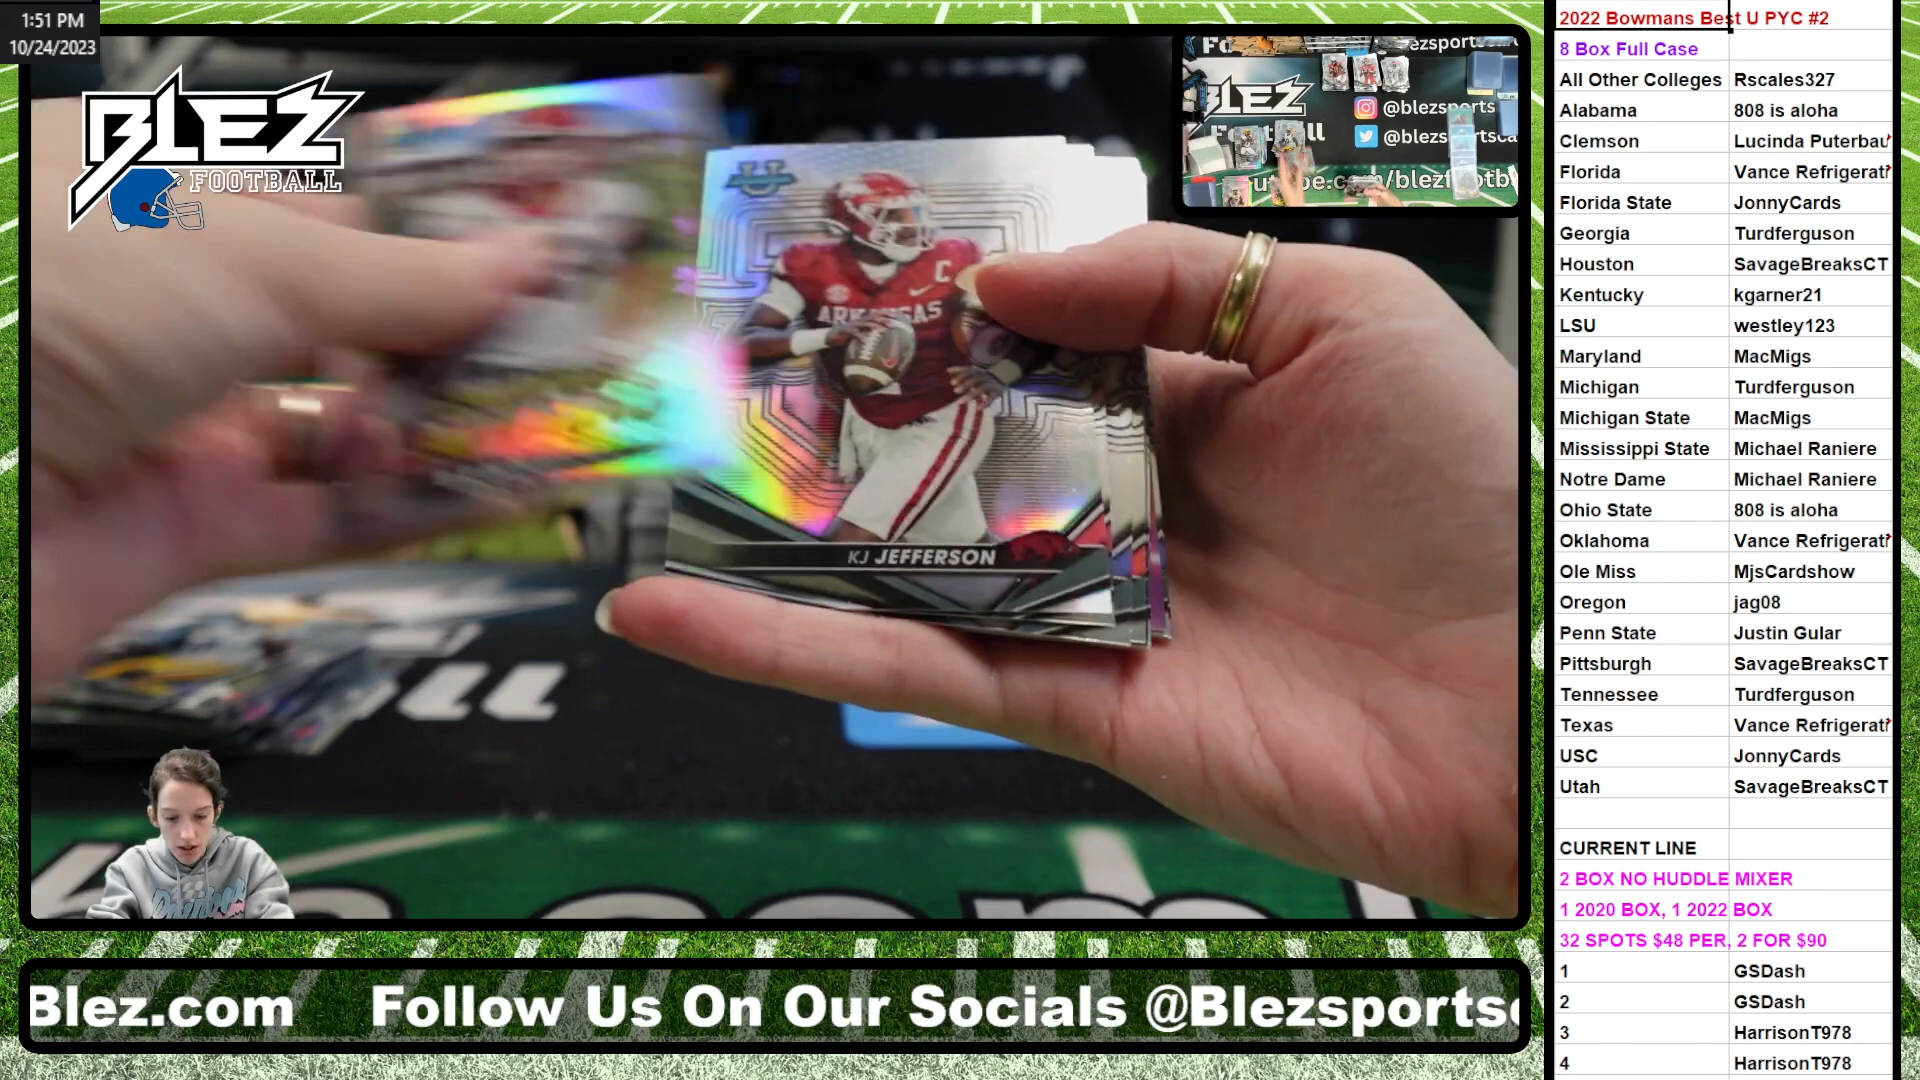 1:51 PM
10/24/2023
BLEZ
FOOTBALL
U
ARKANSAS
C
KJ JEFFERSON
BLEZ
@blezsports
@blezsportsca
Blez.com Follow Us On Our Socials @Blezsportsc
2022 Bowmans Best U PYC #2
8 Box Full Case
All Other Colleges Rscales327
Alabama 808 is aloha
Clemson Lucinda Puterbau
Florida Vance Refrigerati
Florida State JonnyCards
Georgia Turdferguson
Houston SavageBreaksCT
Kentucky kgarner21
LSU westley123
Maryland MacMigs
Michigan Turdferguson
Michigan State MacMigs
Mississippi State Michael Raniere
Notre Dame Michael Raniere
Ohio State 808 is aloha
Oklahoma Vance Refrigerati
Ole Miss MjsCardshow
Oregon jag08
Penn State Justin Gular
Pittsburgh SavageBreaksCT
Tennessee Turdferguson
Texas Vance Refrigerati
USC JonnyCards
Utah SavageBreaksCT
CURRENT LINE
2 BOX NO HUDDLE MIXER
1 2020 BOX, 1 2022 BOX
32 SPOTS $48 PER, 2 FOR $90
1 GSDash
2 GSDash
3 HarrisonT978
4 HarrisonT978